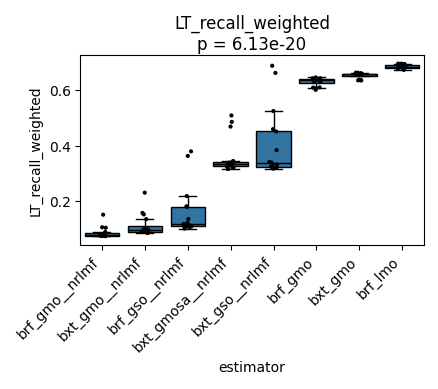 LT_recall_weighted
p = 6.13e-20
LT_recall_weighted
0.6
0.4
0.2
brf_gmo__nrlmf
bxt_gmo__nrlmf
brf_gso__nrlmf
bxt_gmosa__nrlmf
bxt_gso__nrlmf
brf_gmo
bxt_gmo
brf_lmo
estimator